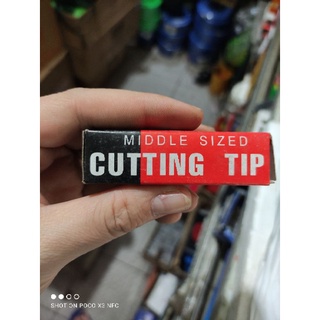 MIDDLE SIZED
CUTTING TIP
SHOT ON POCO X3 NFC